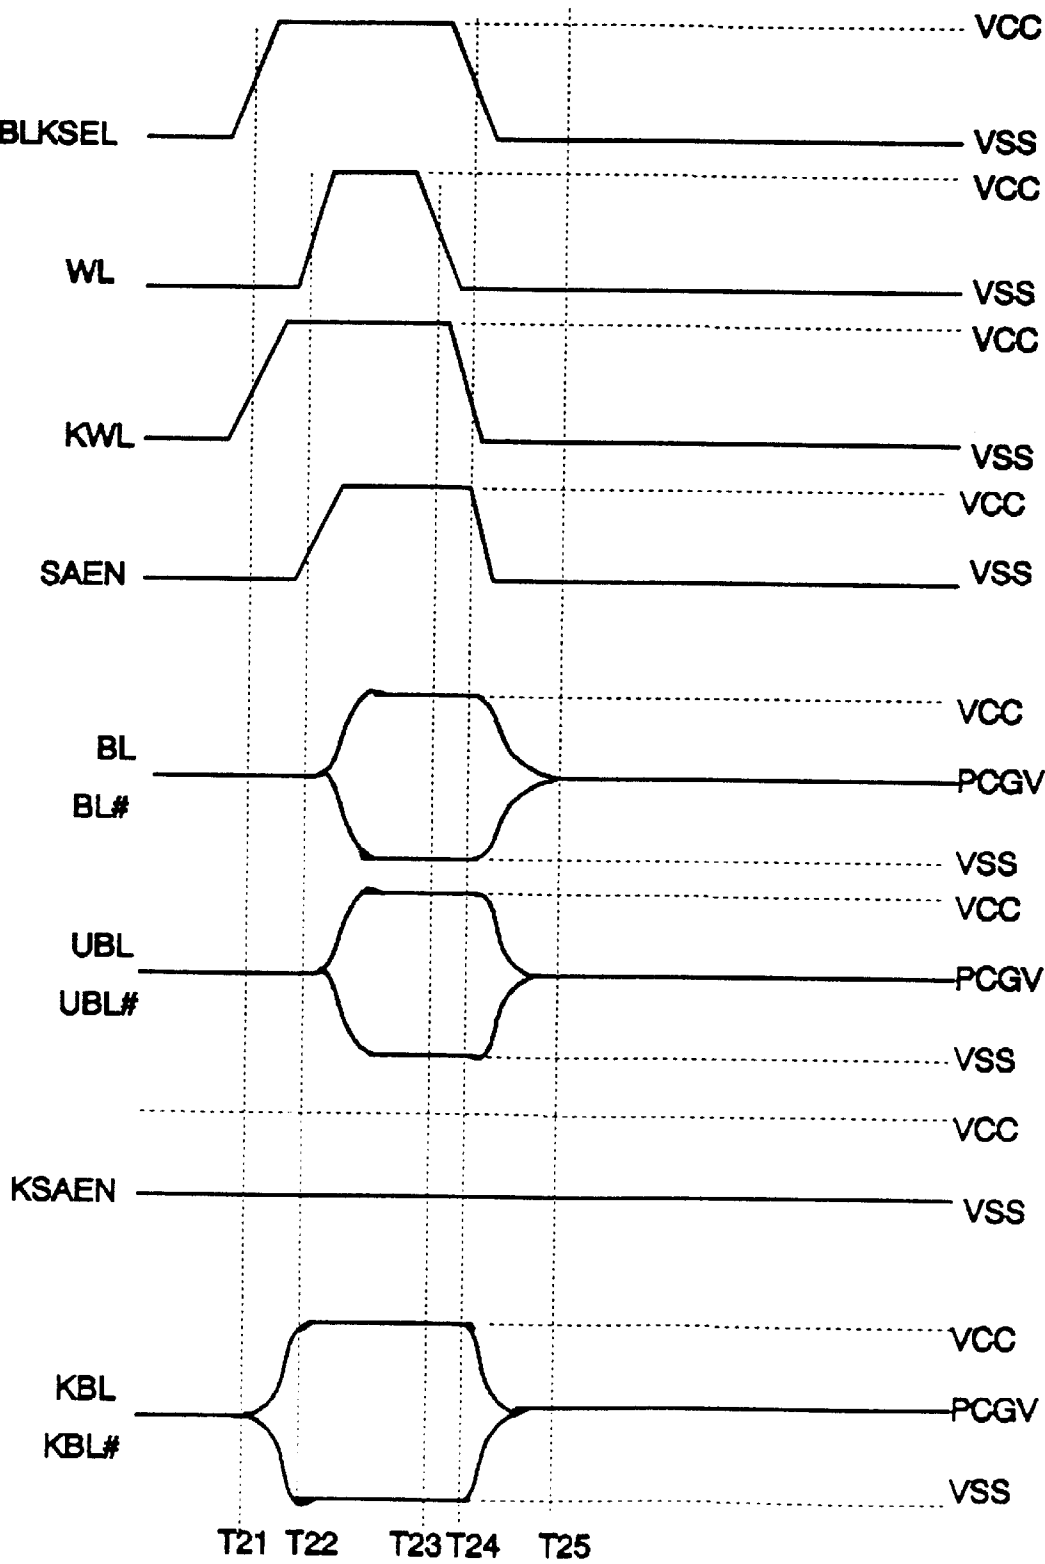 VCC
BLKSEL
VSS
VCC
WL
VSS
VCC
KWL
VSS
VCC
SAEN
VSS
VCC
BL
PCGV
BL#
VSS
VCC
UBL
PCGV
UBL#
VSS
VCC
KSAEN
VSS
VCC
KBL
PCGV
KBL#
VSS
T21 T22 T23 T24 T25